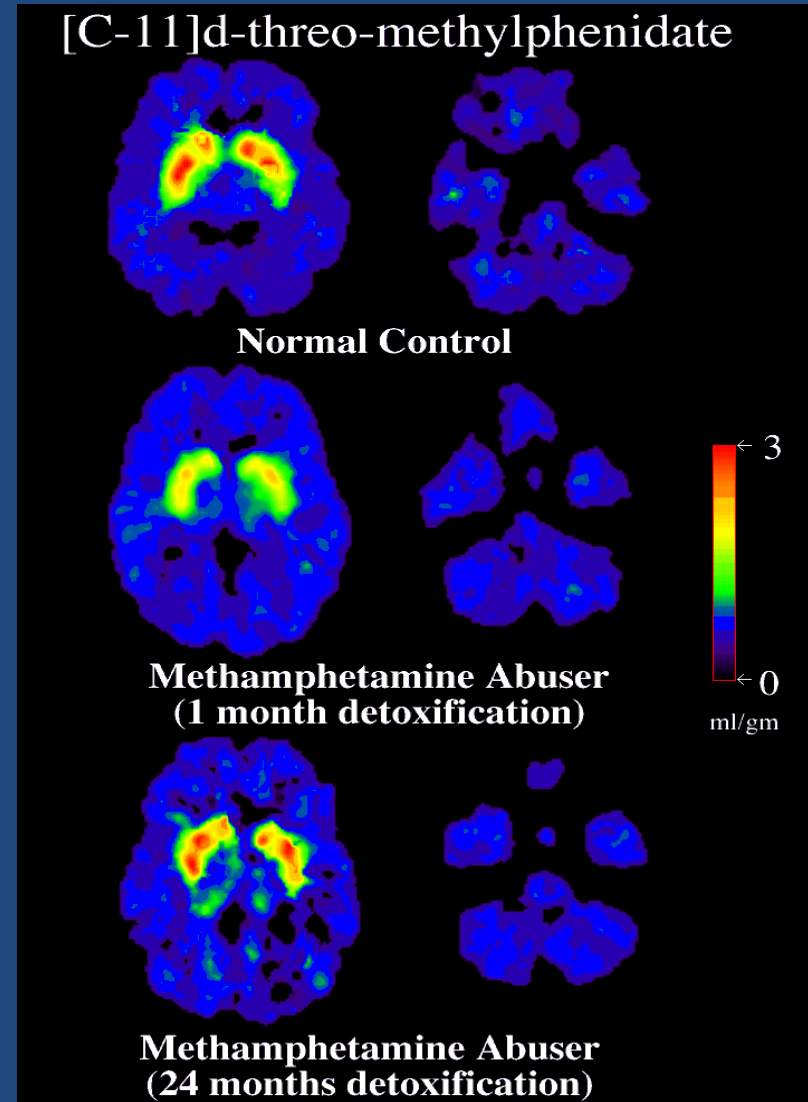 [C-11]d-threo-methylphenidate
Normal Control
3
0
ml/gm
Methamphetamine Abuser
(1 month detoxification)
Methamphetamine Abuser
(24 months detoxification)